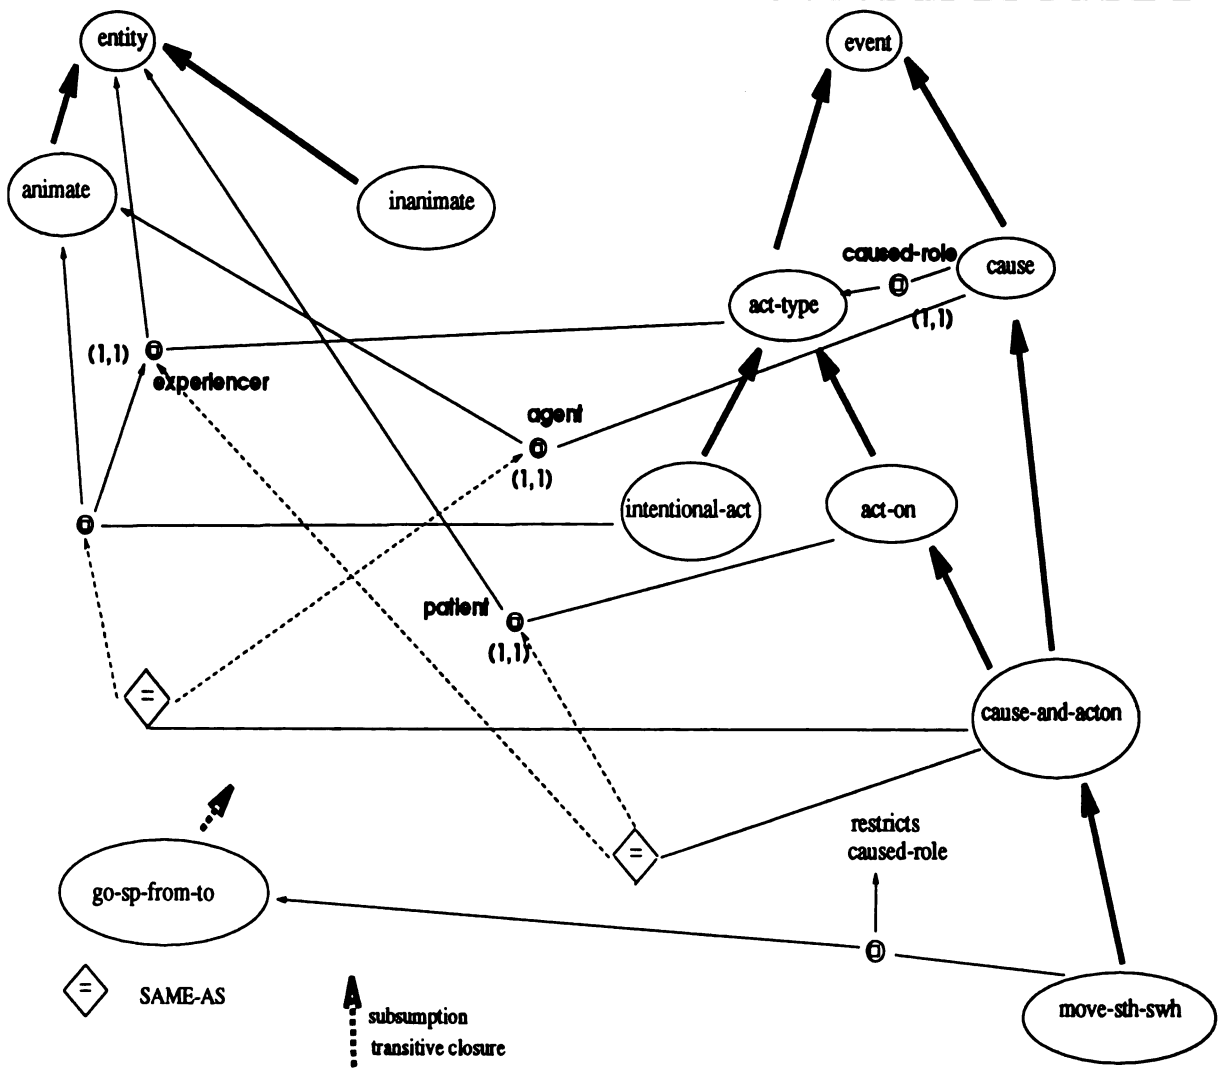 entity
event
animate
inanimate
caused-role
cause
act-type
(1,1)
(1,1)
experiencer
agent
(1,1)
intentional-act
act-on
patient
(1,1)
=
cause-and-acton
restricts
caused-role
=
go-sp-from-to
=
SAME-AS
move-sth-swh
subsumption
transitive closure